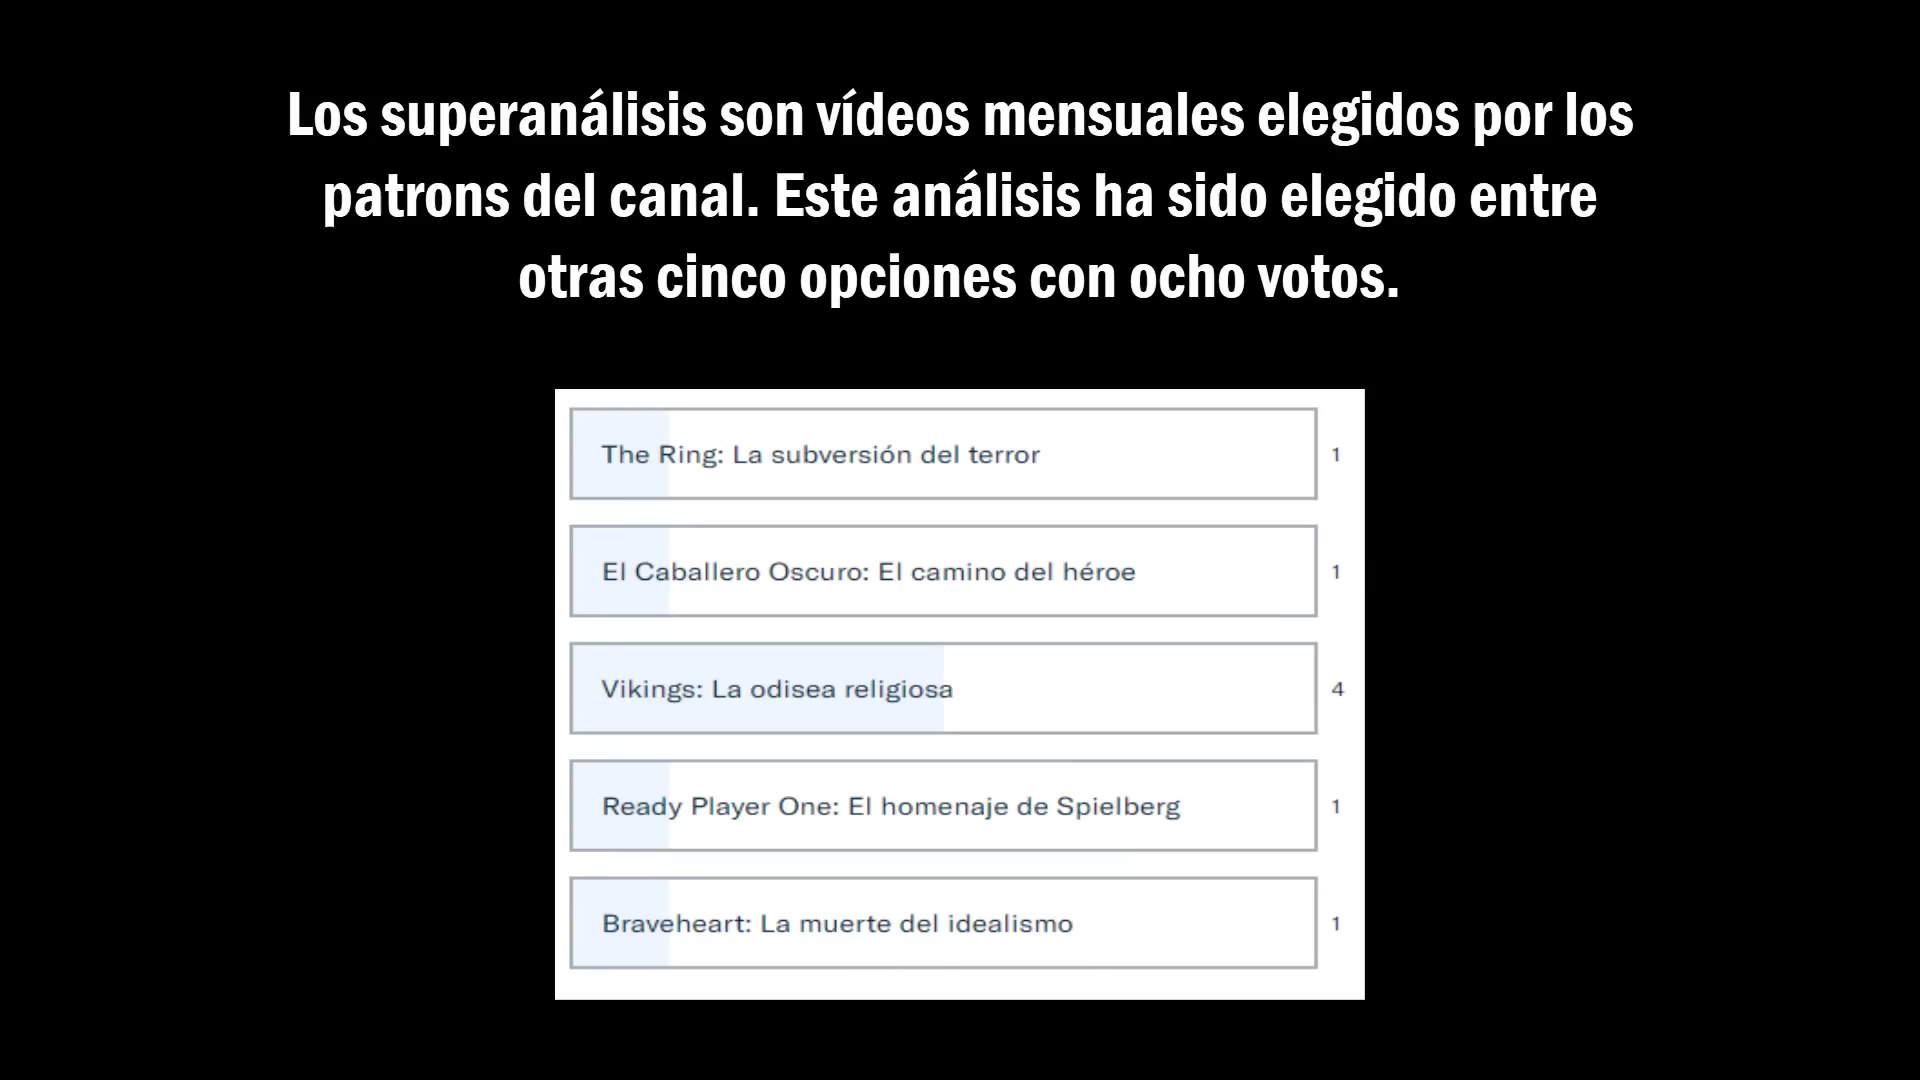 Los superanálisis son vídeos mensuales elegidos por los
patrons del canal. Este análisis ha sido elegido entre
otras cinco opciones con ocho votos.
The Ring: La subversión del terror 1
El Caballero Oscuro: El camino del héroe 1
Vikings: La odisea religiosa 4
Ready Player One: El homenaje de Spielberg 1
Braveheart: La muerte del idealismo 1